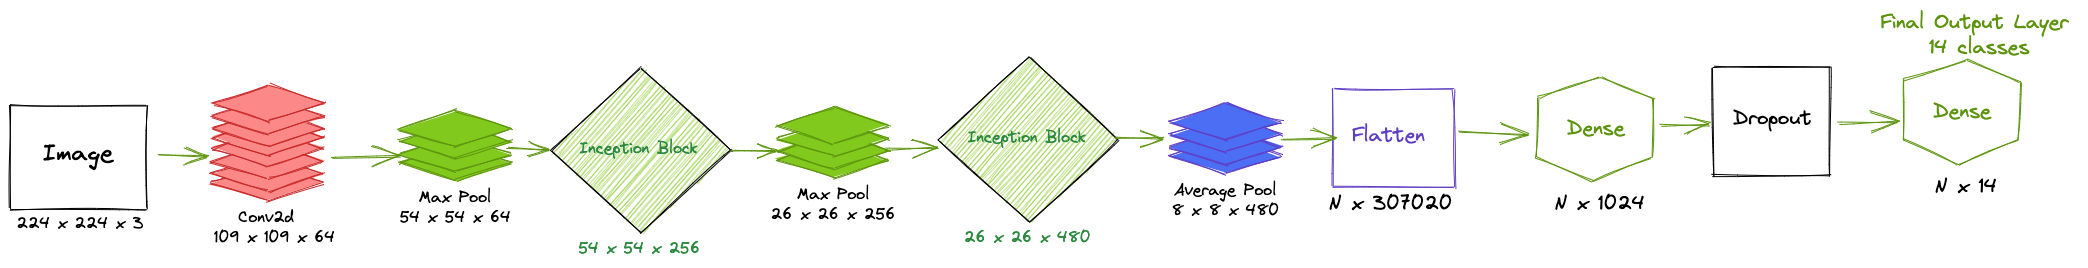 Image
224 x 224 x 3
Conv2d
109 x 109 x 64
Max Pool
54 x 54 x 64
Inception Block
54 x 54 x 256
Max Pool
26 x 26 x 256
Inception Block
26 x 26 x 480
Average Pool
8 x 8 x 480
Flatten
N x 307020
Dense
N x 1024
Dropout
Final Output Layer
14 classes
Dense
N x 14